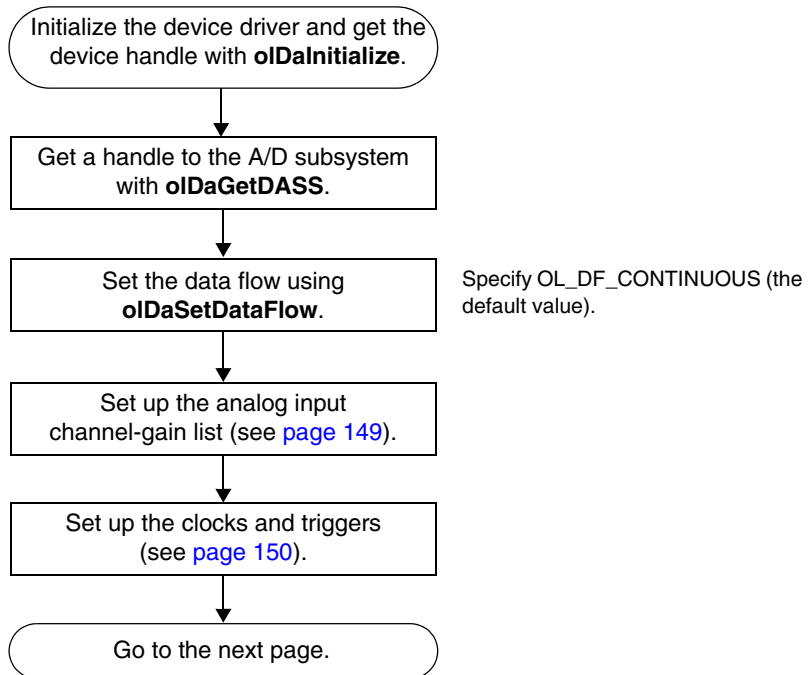 Initialize the device driver and get the
device handle with olDaInitialize.
Get a handle to the A/D subsystem
with olDaGetDASS.
Set the data flow using
olDaSetDataFlow.
Specify OL_DF_CONTINUOUS (the
default value).
Set up the analog input
channel-gain list (see page 149).
Set up the clocks and triggers
(see page 150).
Go to the next page.